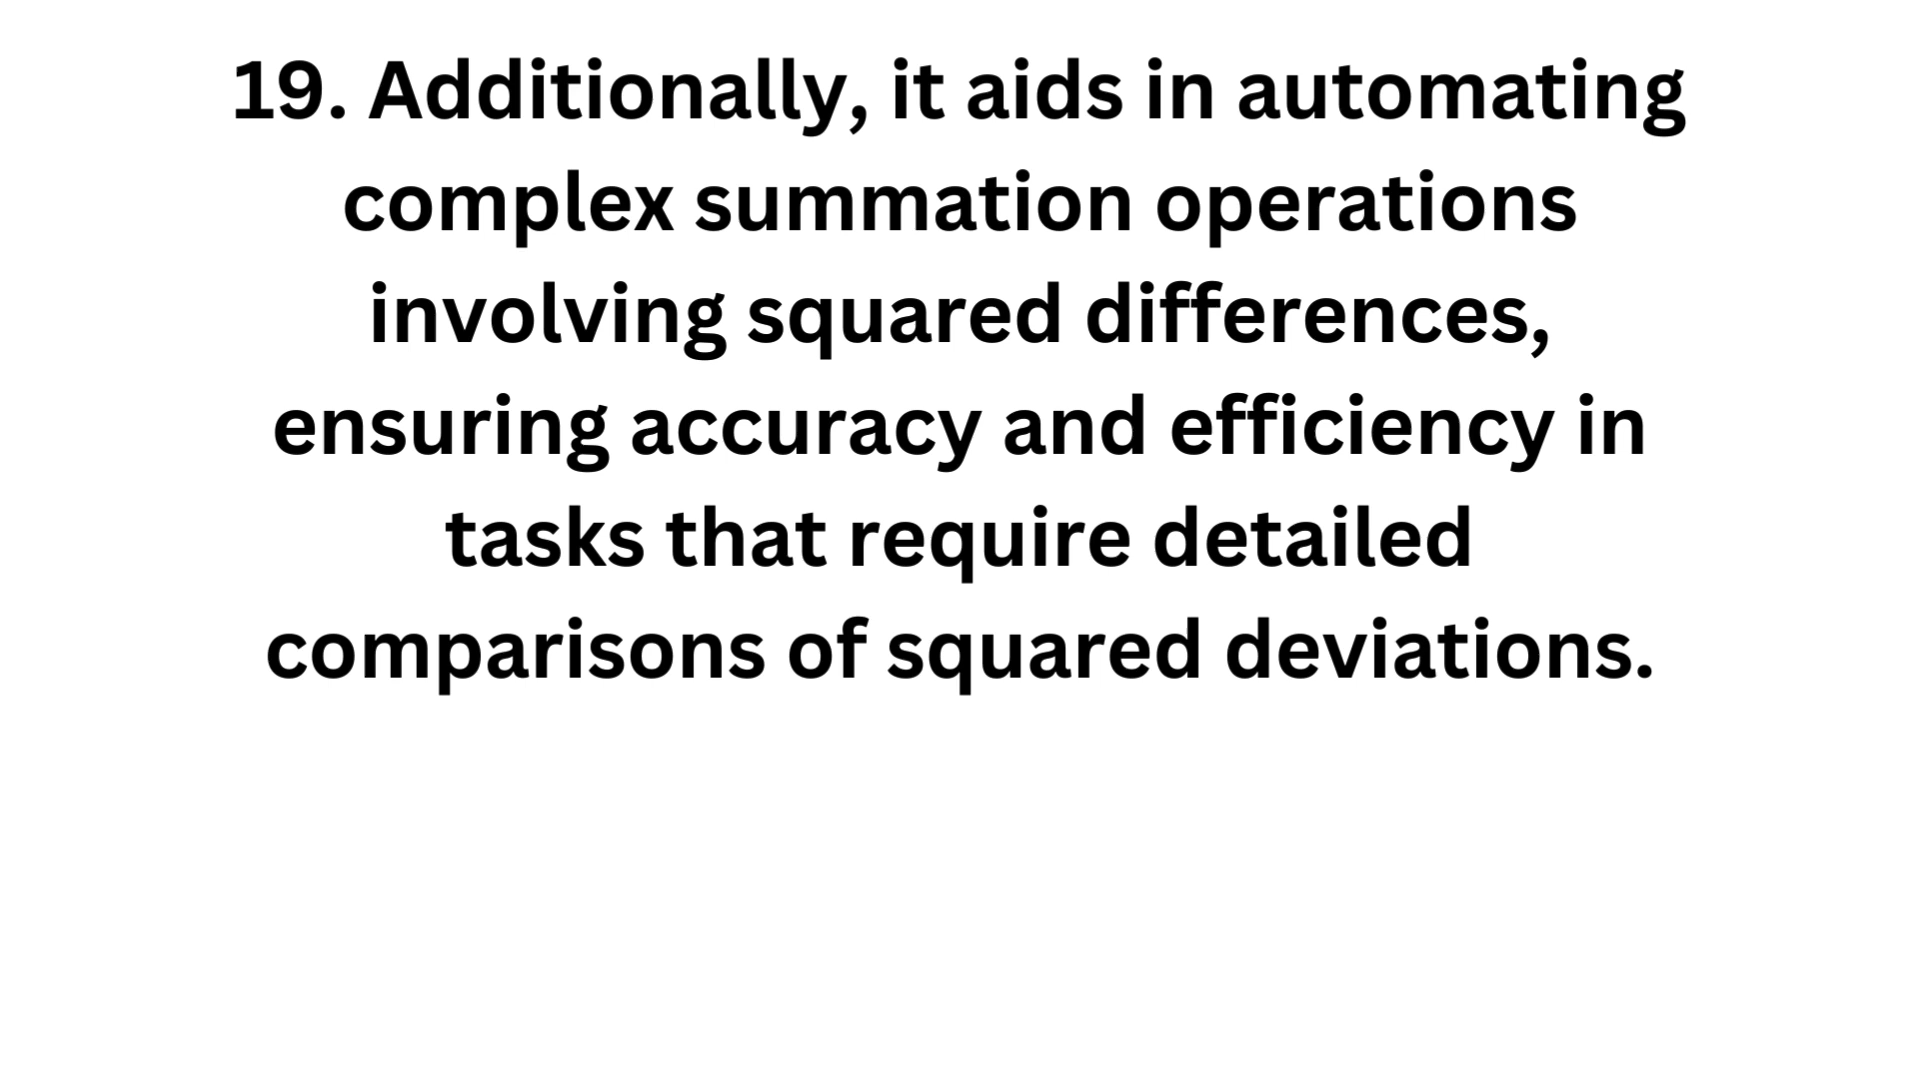 19. Additionally, it aids in automating
complex summation operations
involving squared differences,
ensuring accuracy and efficiency in
tasks that require detailed
comparisons of squared deviations.